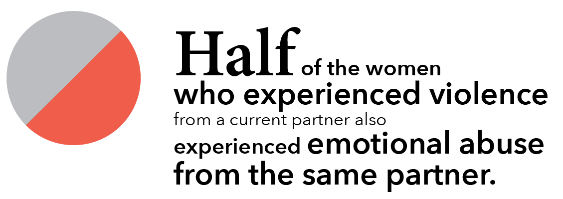 Half of the women
who experienced violence
from a current partner also
experienced emotional abuse
from the same partner.